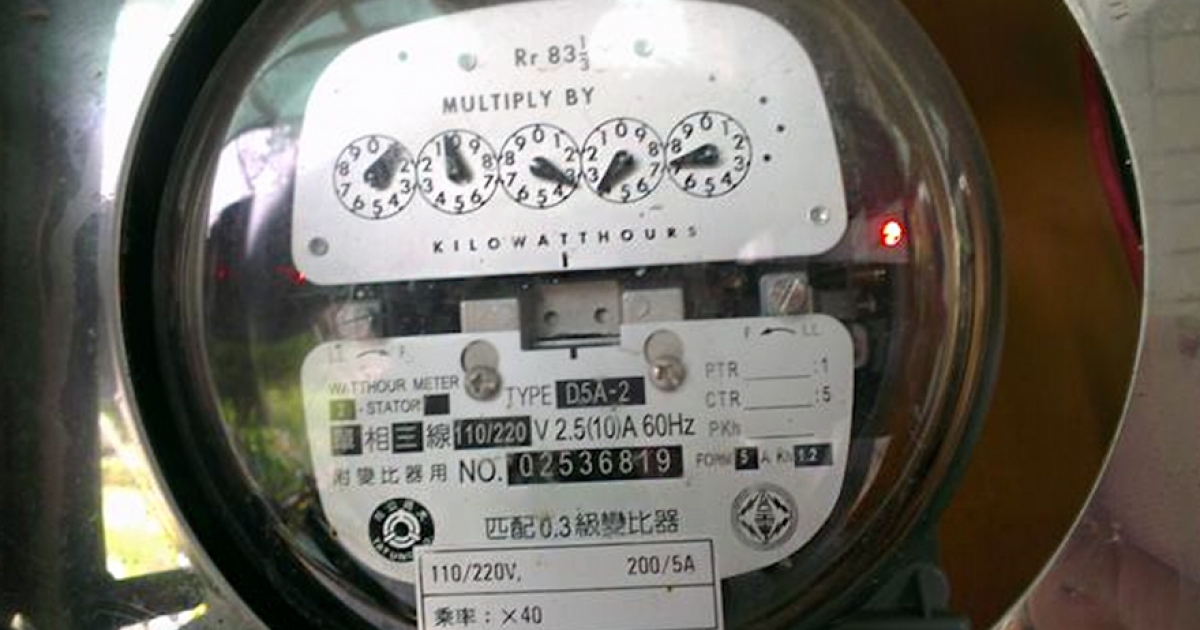 Rr 83⅓
MULTIPLY BY
KILOWATTHOURS
F LL
WATTHOUR METER
2-STATOR
TYPE D5A-2
PTR :1
CTR :5
單相三線 110/220 V 2.5(10)A 60Hz
PKh
附變比器用 NO. 02536819
FORM 5 A Kh 1.2
匹配0.3級變比器
110/220V, 200/5A
乘率：×40